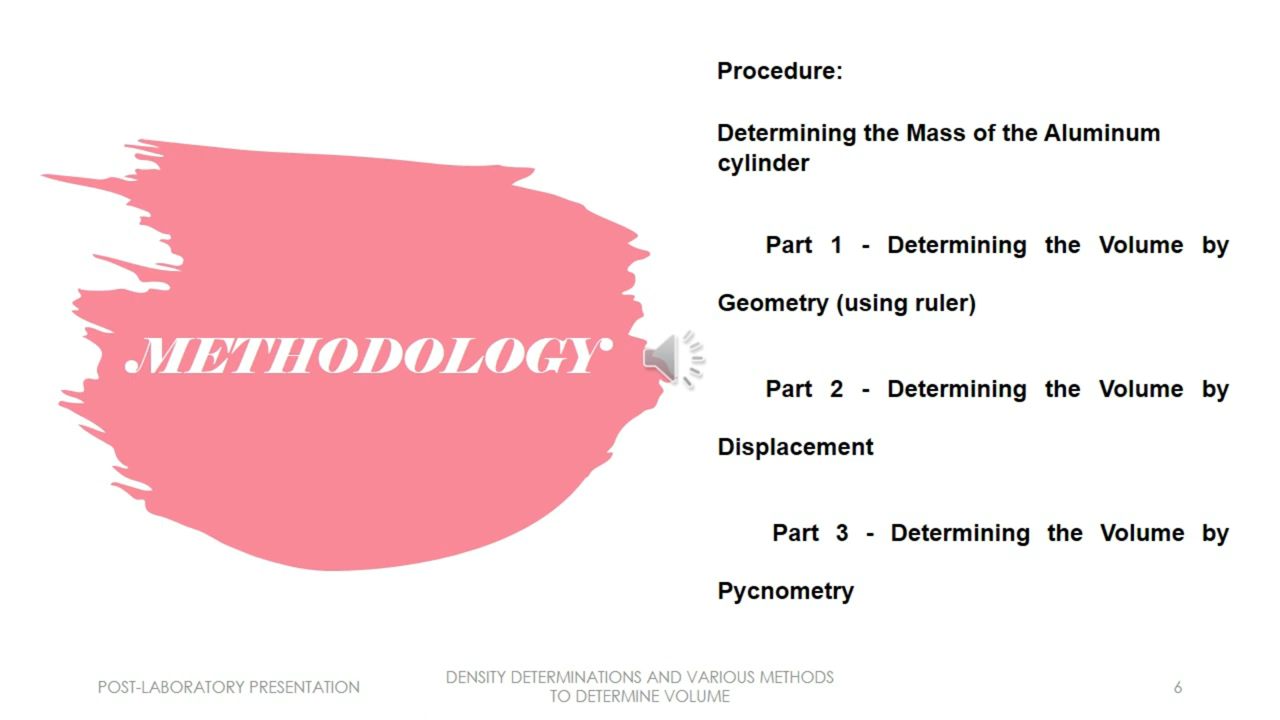 METHODOLOGY
Procedure:
Determining the Mass of the Aluminum
cylinder
Part 1 - Determining the Volume by
Geometry (using ruler)
Part 2 - Determining the Volume by
Displacement
Part 3 - Determining the Volume by
Pycnometry
POST-LABORATORY PRESENTATION
DENSITY DETERMINATIONS AND VARIOUS METHODS
TO DETERMINE VOLUME
6